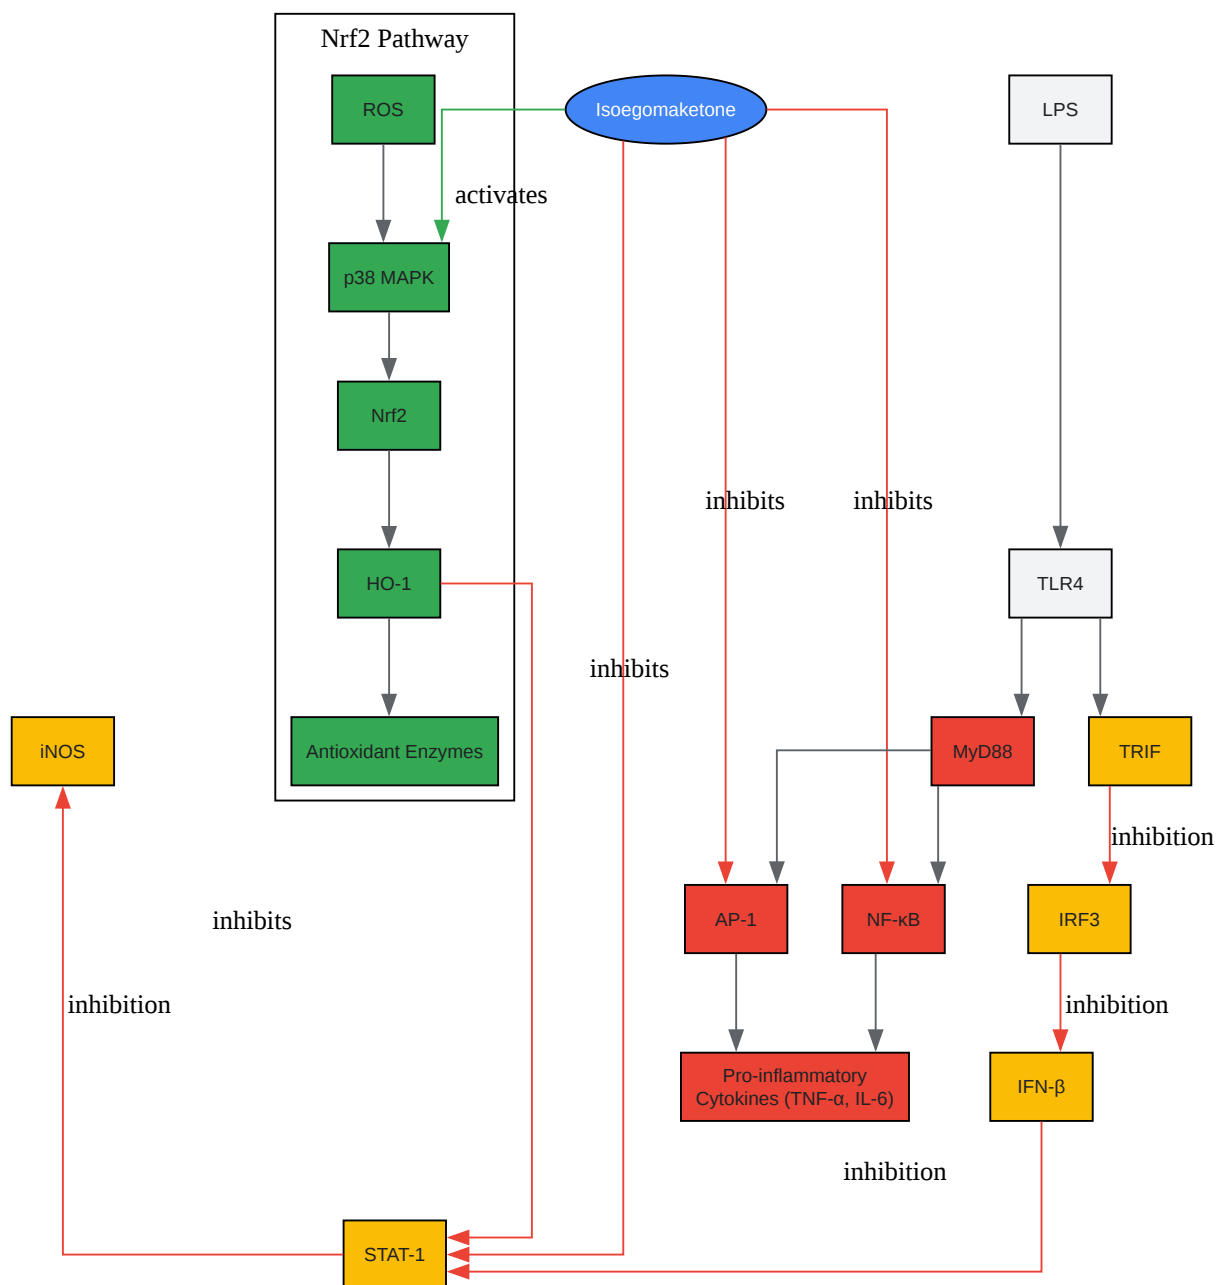 Nrf2 Pathway
ROS
Isoegomaketone
LPS
activates
p38 MAPK
Nrf2
inhibits
inhibits
HO-1
TLR4
inhibits
iNOS
Antioxidant Enzymes
MyD88
TRIF
inhibition
inhibits
AP-1
NF-κB
IRF3
inhibition
inhibition
Pro-inflammatory
Cytokines (TNF-α, IL-6)
IFN-β
inhibition
STAT-1